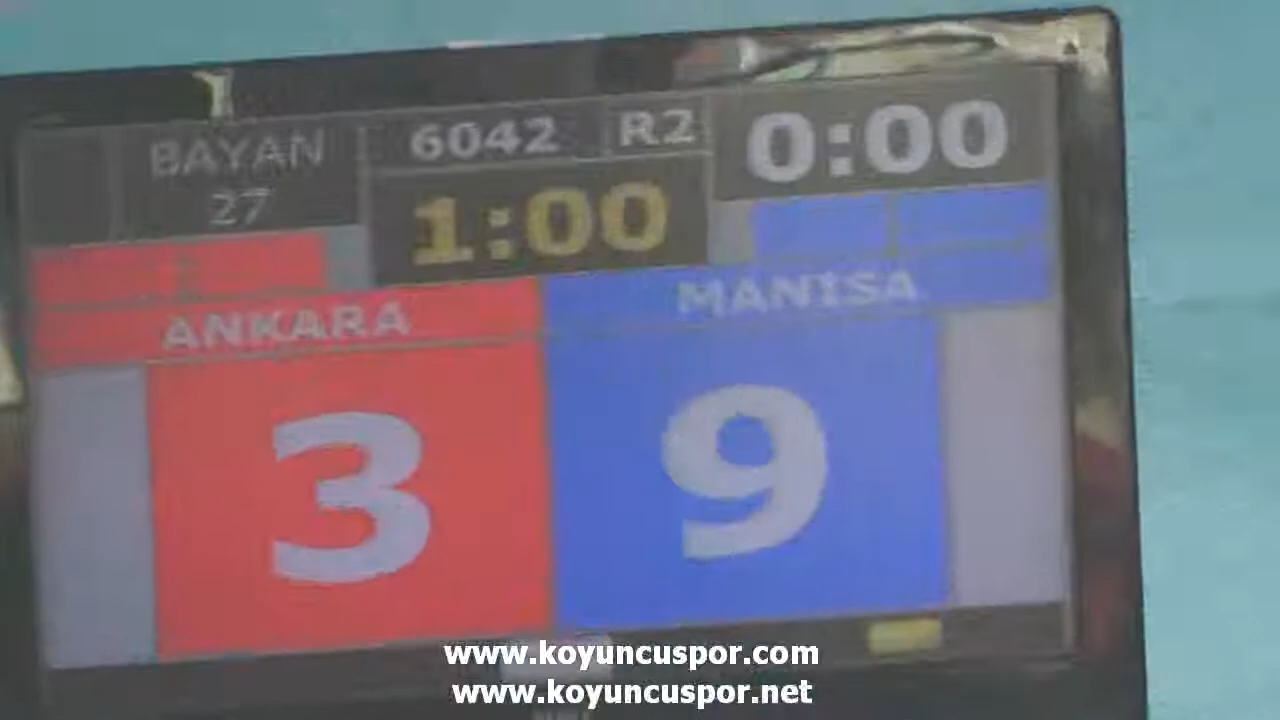 BAYAN 6042 R2 0:00
27 1:00
ANKARA MANISA
3 9
www.koyuncuspor.com
www.koyuncuspor.net